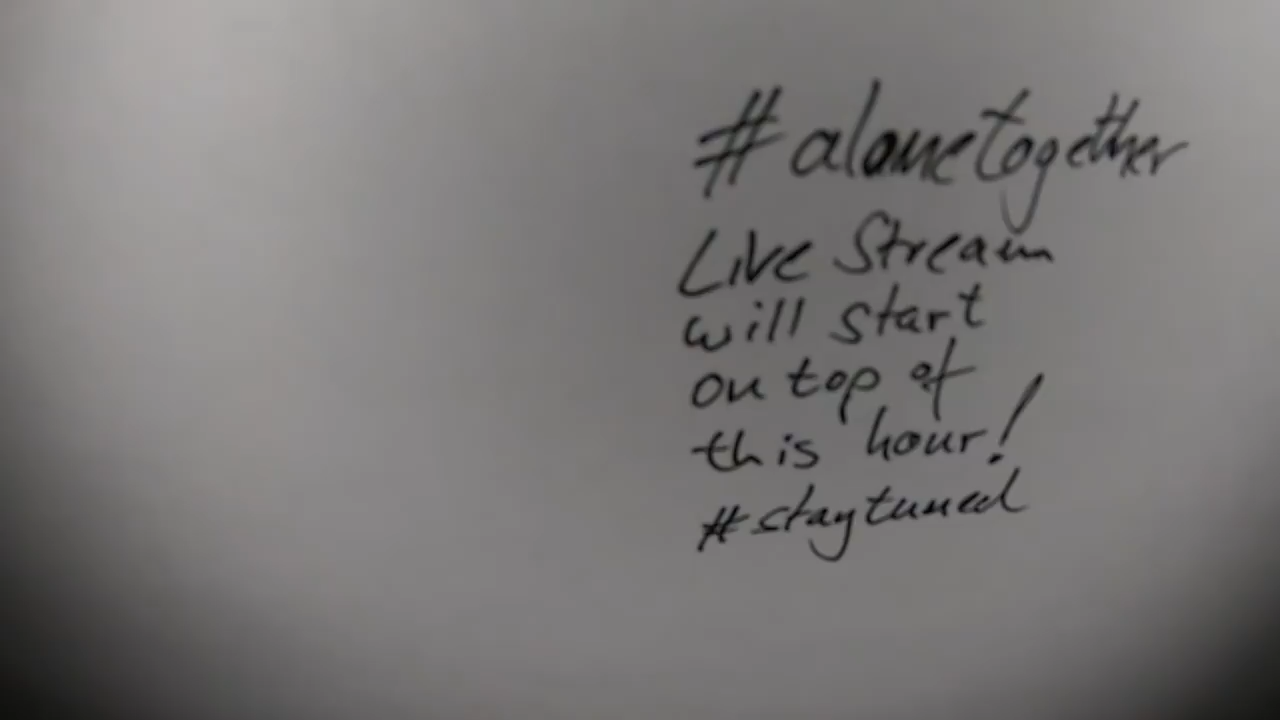 #alonetogether
Live Stream
will start
on top of
this hour!
#staytuned